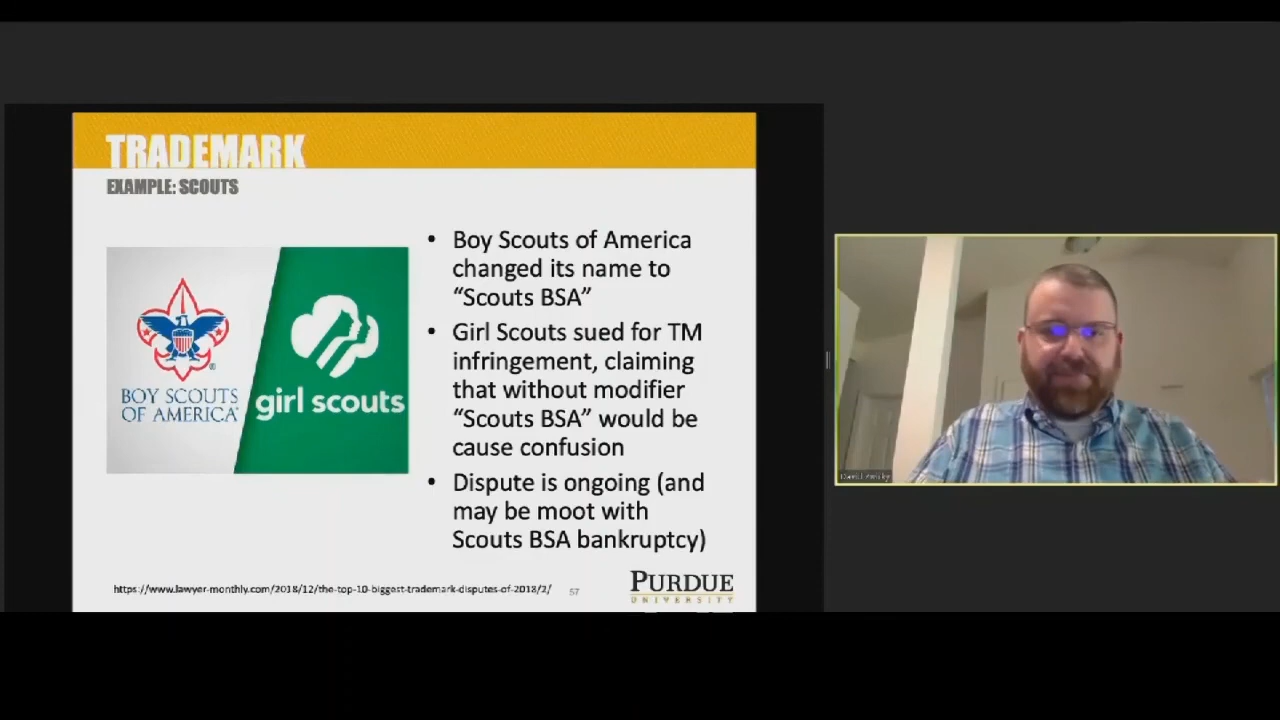 TRADEMARK
EXAMPLE: SCOUTS
BOY SCOUTS
OF AMERICA
girl scouts
• Boy Scouts of America
changed its name to
“Scouts BSA”
• Girl Scouts sued for TM
infringement, claiming
that without modifier
“Scouts BSA” would be
cause confusion
• Dispute is ongoing (and
may be moot with
Scouts BSA bankruptcy)
https://www.lawyer-monthly.com/2018/12/the-top-10-biggest-trademark-disputes-of-2018/2/
57
PURDUE
UNIVERSITY
David